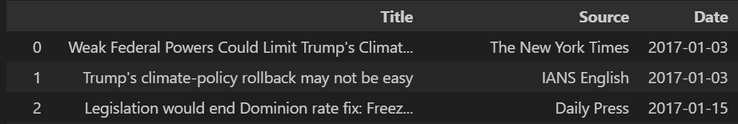 Title Source Date
0 Weak Federal Powers Could Limit Trump's Climat... The New York Times 2017-01-03
1 Trump's climate-policy rollback may not be easy IANS English 2017-01-03
2 Legislation would end Dominion rate fix: Freez... Daily Press 2017-01-15